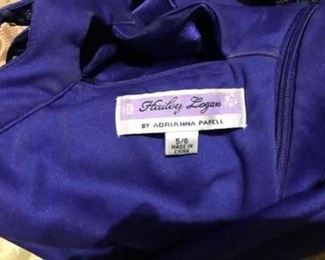 Hailey Logan
BY ADRIANNA PAPELL
5/6
MADE IN
CHINA